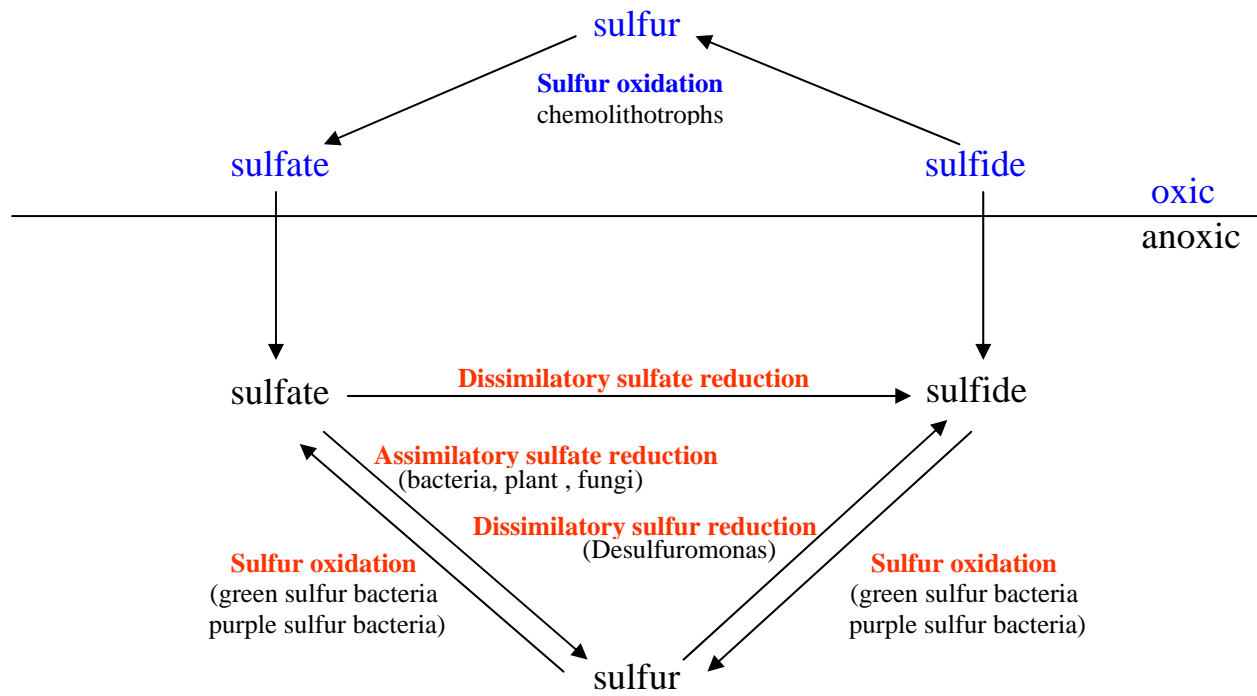 sulfur
Sulfur oxidation
chemolithotrophs
sulfate
sulfide
oxic
anoxic
sulfate
Dissimilatory sulfate reduction
sulfide
Assimilatory sulfate reduction
(bacteria, plant , fungi)
Dissimilatory sulfur reduction
(Desulfuromonas)
Sulfur oxidation
(green sulfur bacteria
purple sulfur bacteria)
Sulfur oxidation
(green sulfur bacteria
purple sulfur bacteria)
sulfur